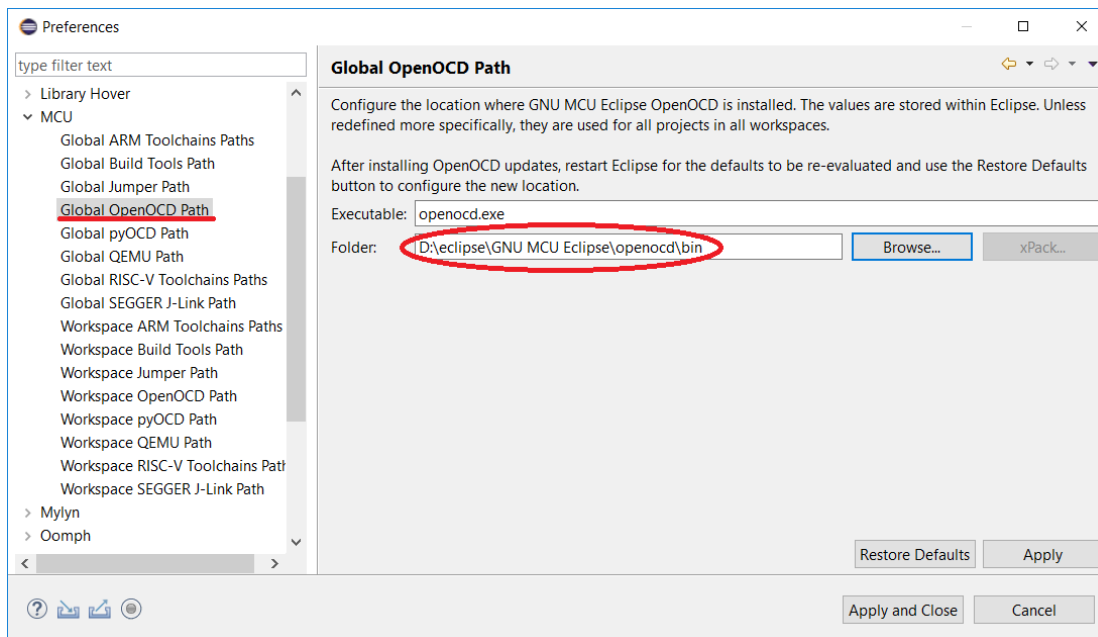 Preferences
type filter text
Library Hover
MCU
Global ARM Toolchains Paths
Global Build Tools Path
Global Jumper Path
Global OpenOCD Path
Global pyOCD Path
Global QEMU Path
Global RISC-V Toolchains Paths
Global SEGGER J-Link Path
Workspace ARM Toolchains Paths
Workspace Build Tools Path
Workspace Jumper Path
Workspace OpenOCD Path
Workspace pyOCD Path
Workspace QEMU Path
Workspace RISC-V Toolchains Path
Workspace SEGGER J-Link Path
Mylyn
Oomph
Global OpenOCD Path
Configure the location where GNU MCU Eclipse OpenOCD is installed. The values are stored within Eclipse. Unless
redefined more specifically, they are used for all projects in all workspaces.
After installing OpenOCD updates, restart Eclipse for the defaults to be re-evaluated and use the Restore Defaults
button to configure the new location.
Executable: openocd.exe
Folder: D:\eclipse\GNU MCU Eclipse\openocd\bin Browse... xPack...
Restore Defaults Apply
Apply and Close Cancel